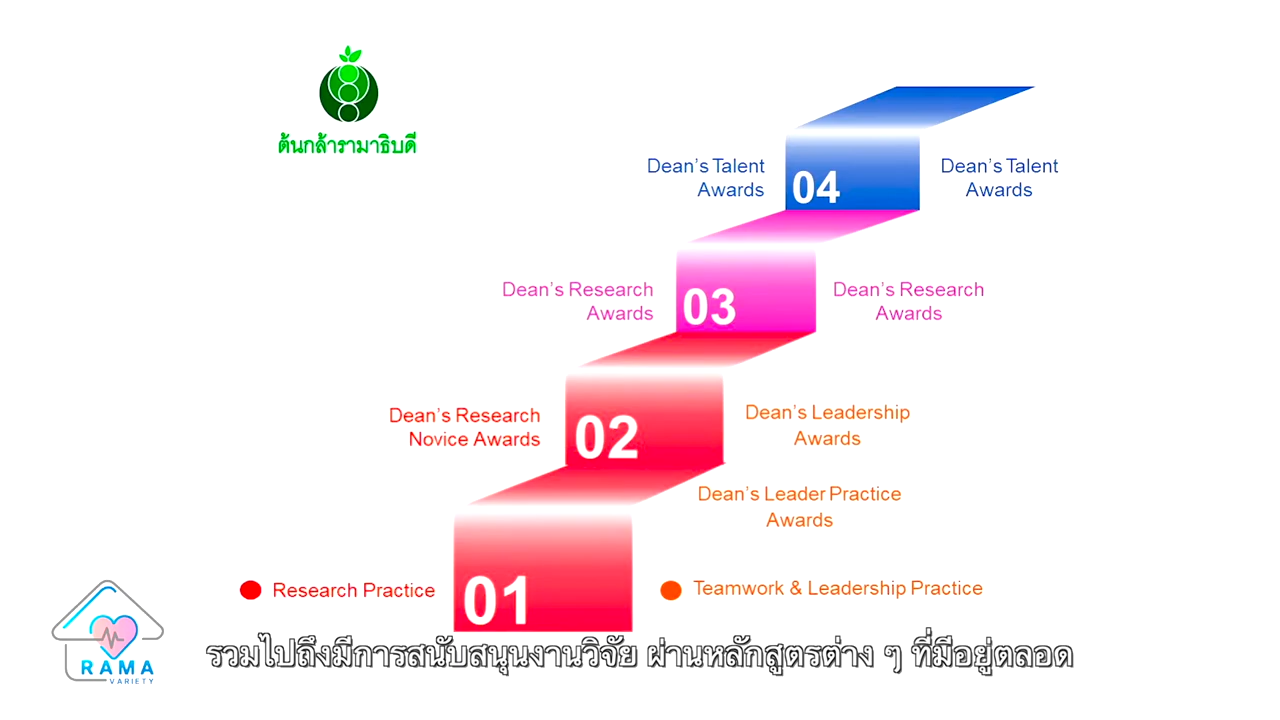 ต้นกล้ารามาธิบดี
Dean's Talent
Awards
04
Dean's Talent
Awards
Dean's Research
Awards
03
Dean's Research
Awards
Dean's Research
Novice Awards
02
Dean's Leadership
Awards
Dean's Leader Practice
Awards
Research Practice
01
Teamwork & Leadership Practice
รวมไปถึงมีการสนับสนุนงานวิจัย ผ่านหลักสูตรต่าง ๆ ที่มีอยู่ตลอด
RAMA
VARIETY